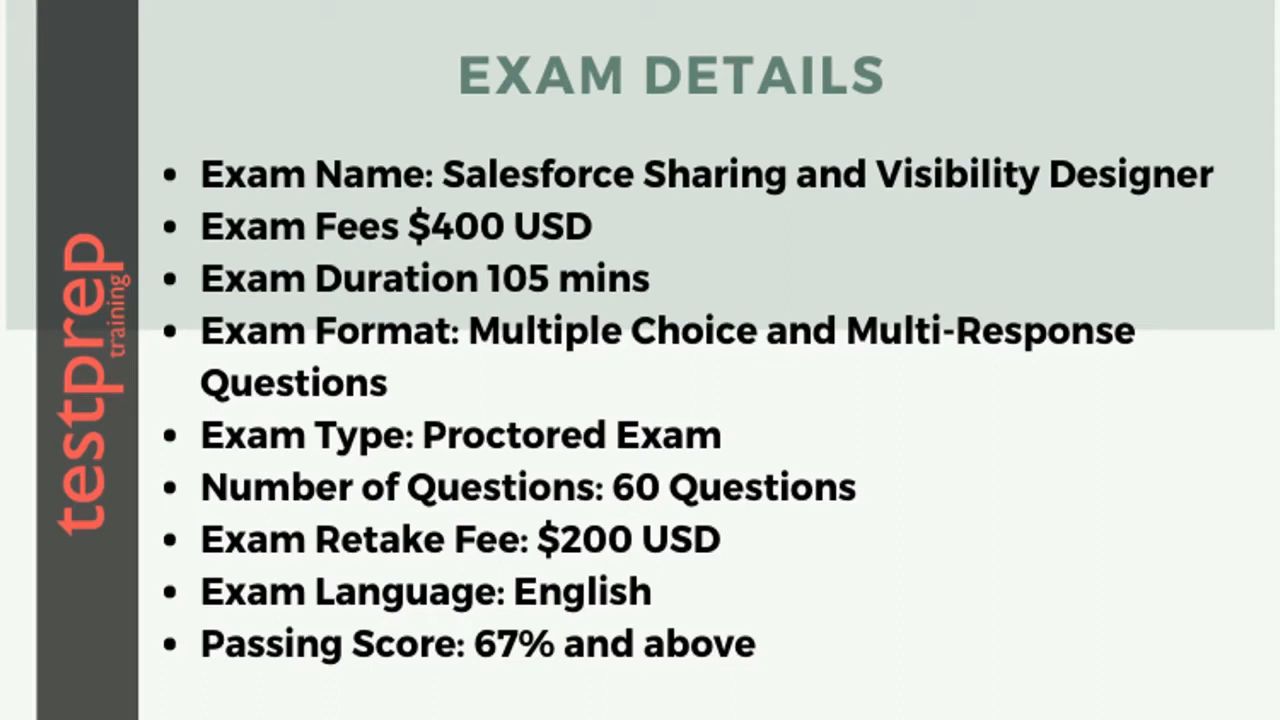 EXAM DETAILS
• Exam Name: Salesforce Sharing and Visibility Designer
• Exam Fees $400 USD
• Exam Duration 105 mins
• Exam Format: Multiple Choice and Multi-Response
Questions
• Exam Type: Proctored Exam
• Number of Questions: 60 Questions
• Exam Retake Fee: $200 USD
• Exam Language: English
• Passing Score: 67% and above
testprep
training